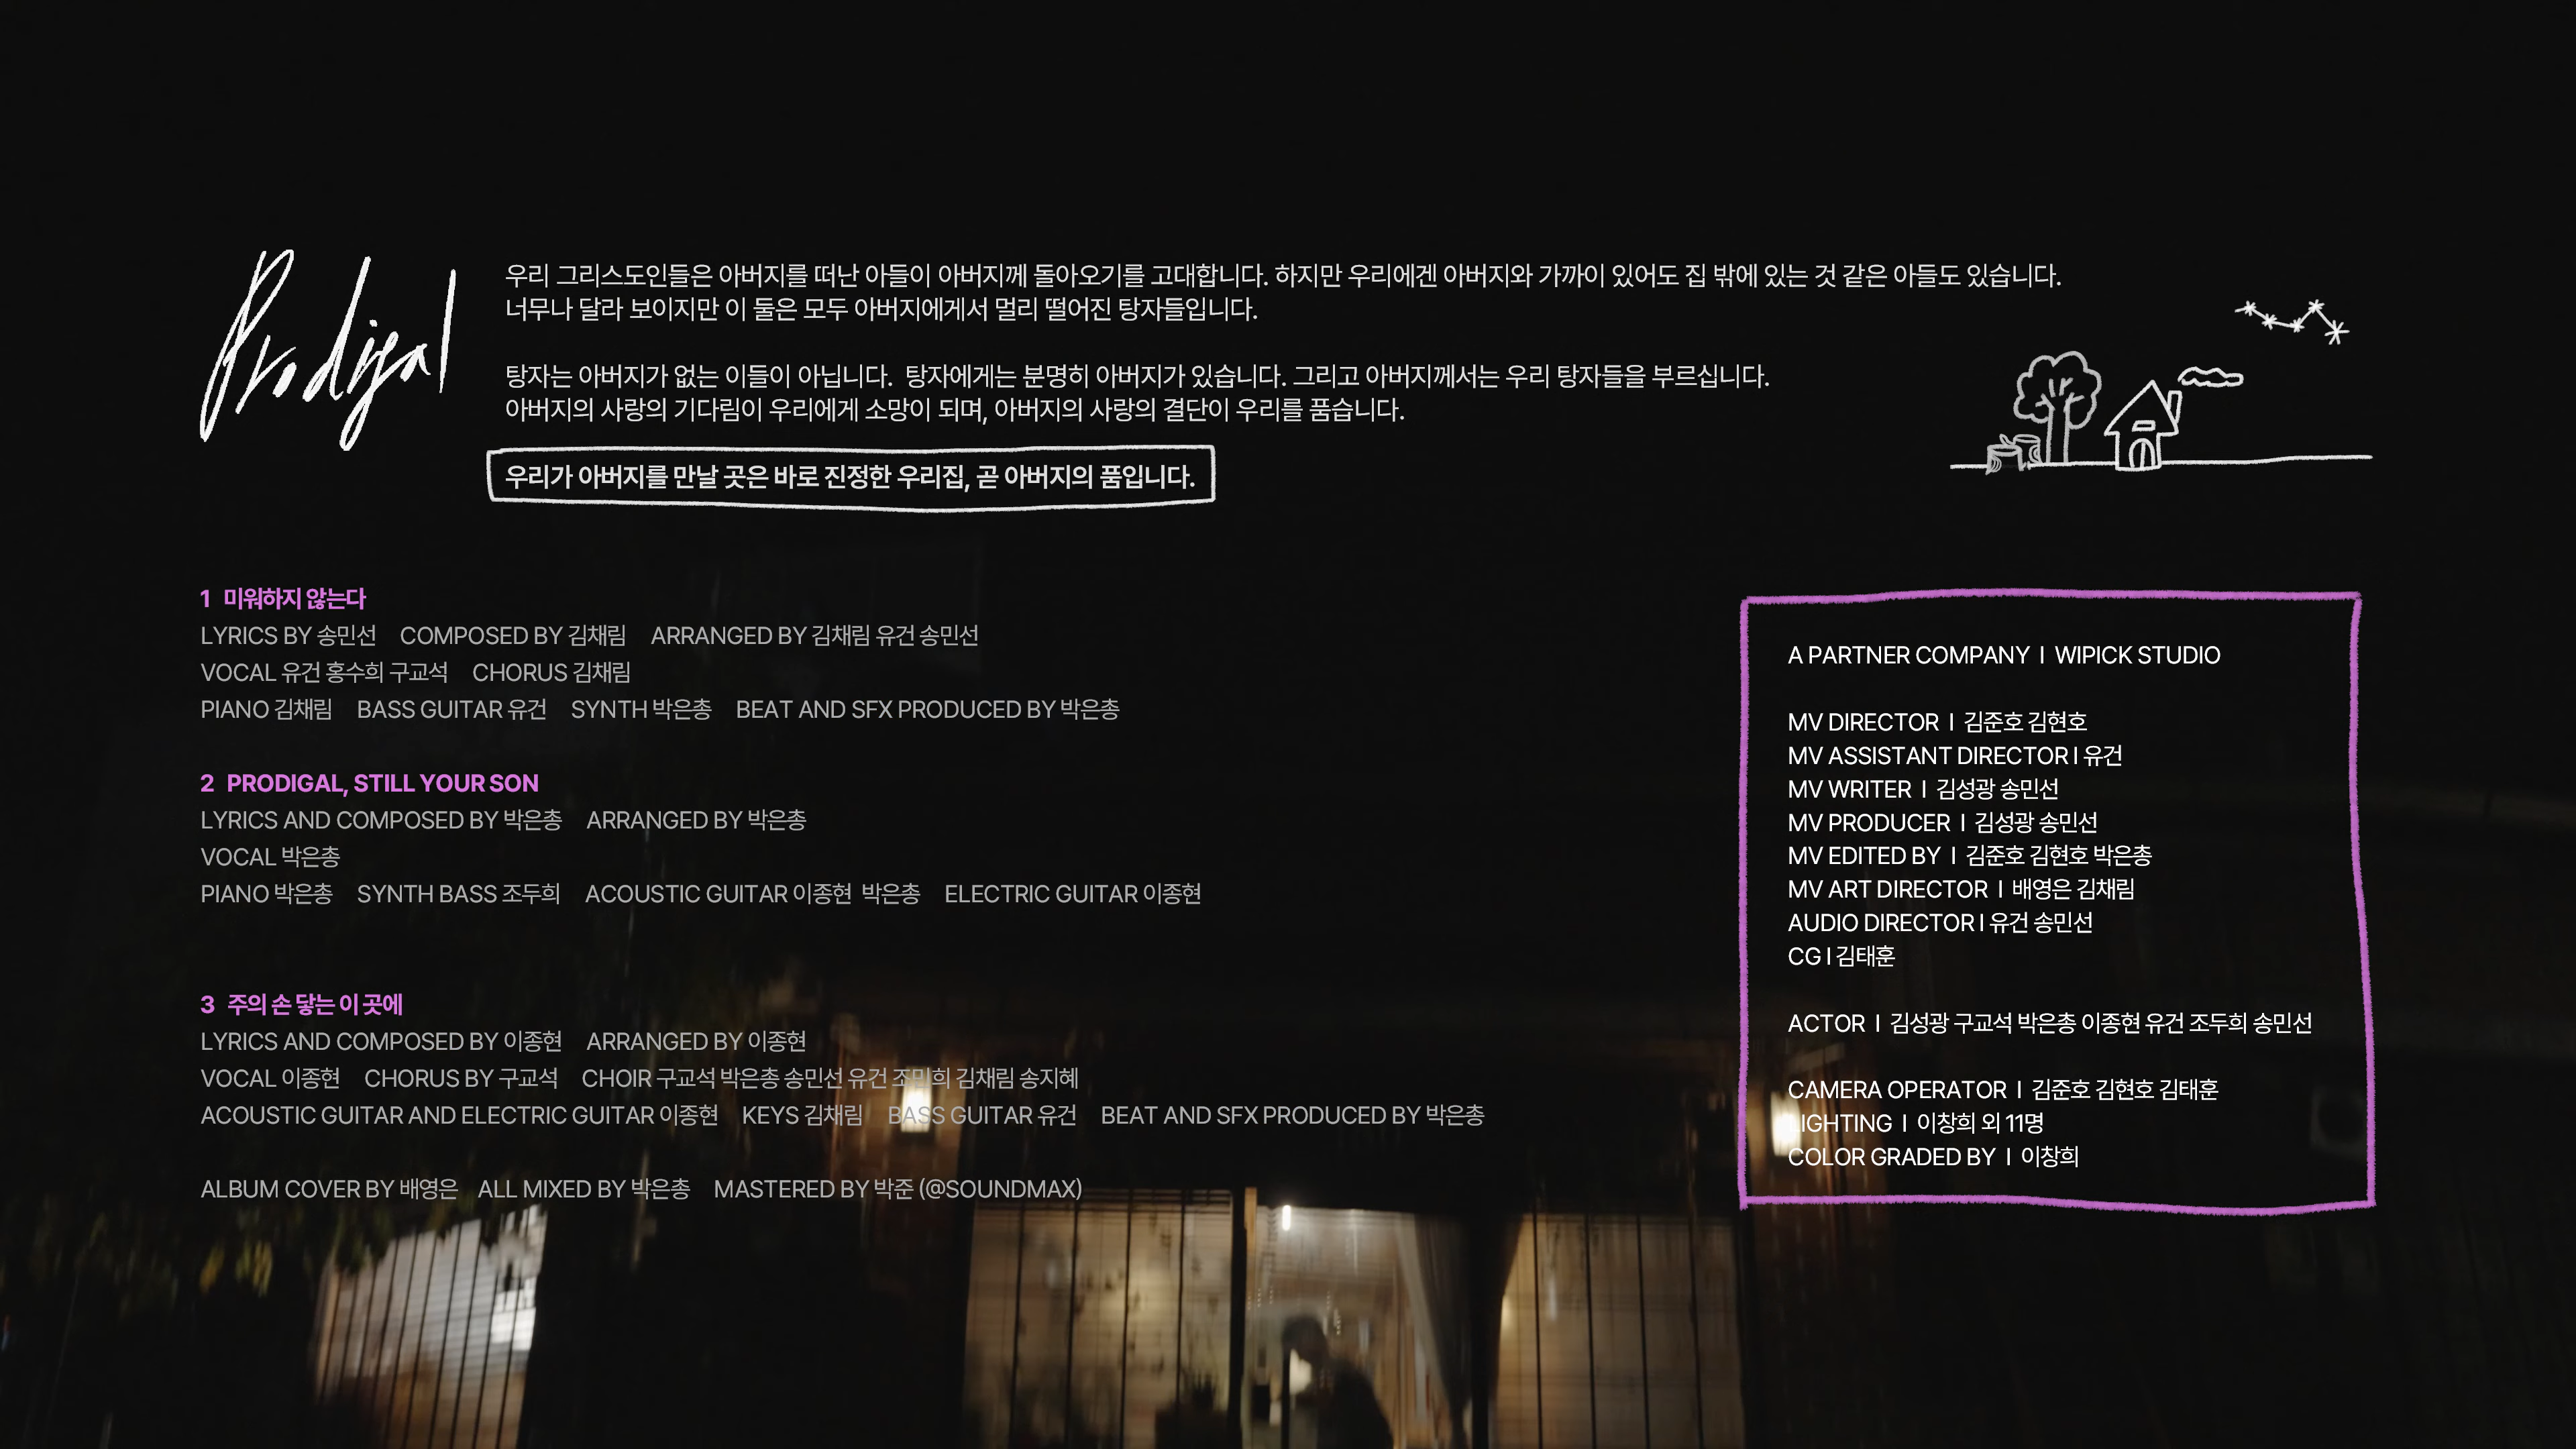 Prodigal
우리 그리스도인들은 아버지를 떠난 아들이 아버지께 돌아오기를 고대합니다. 하지만 우리에겐 아버지와 가까이 있어도 집 밖에 있는 것 같은 아들도 있습니다.
너무나 달라 보이지만 이 둘은 모두 아버지에게서 멀리 떨어진 탕자들입니다.
탕자는 아버지가 없는 이들이 아닙니다. 탕자에게는 분명히 아버지가 있습니다. 그리고 아버지께서는 우리 탕자들을 부르십니다.
아버지의 사랑의 기다림이 우리에게 소망이 되며, 아버지의 사랑의 결단이 우리를 품습니다.
우리가 아버지를 만날 곳은 바로 진정한 우리집, 곧 아버지의 품입니다.
1 미워하지 않는다
LYRICS BY 송민선 COMPOSED BY 김채림 ARRANGED BY 김채림 유건 송민선
VOCAL 유건 홍수희 구교석 CHORUS 김채림
PIANO 김채림 BASS GUITAR 유건 SYNTH 박은총 BEAT AND SFX PRODUCED BY 박은총
2 PRODIGAL, STILL YOUR SON
LYRICS AND COMPOSED BY 박은총 ARRANGED BY 박은총
VOCAL 박은총
PIANO 박은총 SYNTH BASS 조두희 ACOUSTIC GUITAR 이종현 박은총 ELECTRIC GUITAR 이종현
3 주의 손 닿는 이 곳에
LYRICS AND COMPOSED BY 이종현 ARRANGED BY 이종현
VOCAL 이종현 CHORUS BY 구교석 CHOIR 구교석 박은총 송민선 유건 김채림 송지혜
ACOUSTIC GUITAR AND ELECTRIC GUITAR 이종현 KEYS 김채림 BASS GUITAR 유건 BEAT AND SFX PRODUCED BY 박은총
ALBUM COVER BY 배영은 ALL MIXED BY 박은총 MASTERED BY 박준 (@SOUNDMAX)
A PARTNER COMPANY I WIPICK STUDIO
MV DIRECTOR I 김준호 김현호
MV ASSISTANT DIRECTOR I 유건
MV WRITER I 김성광 송민선
MV PRODUCER I 김성광 송민선
MV EDITED BY I 김준호 김현호 박은총
MV ART DIRECTOR I 배영은 김채림
AUDIO DIRECTOR I 유건 송민선
CG I 김태훈
ACTOR I 김성광 구교석 박은총 이종현 유건 조두희 송민선
CAMERA OPERATOR I 김준호 김현호 김태훈
LIGHTING I 이창희 외 11명
COLOR GRADED BY I 이창희